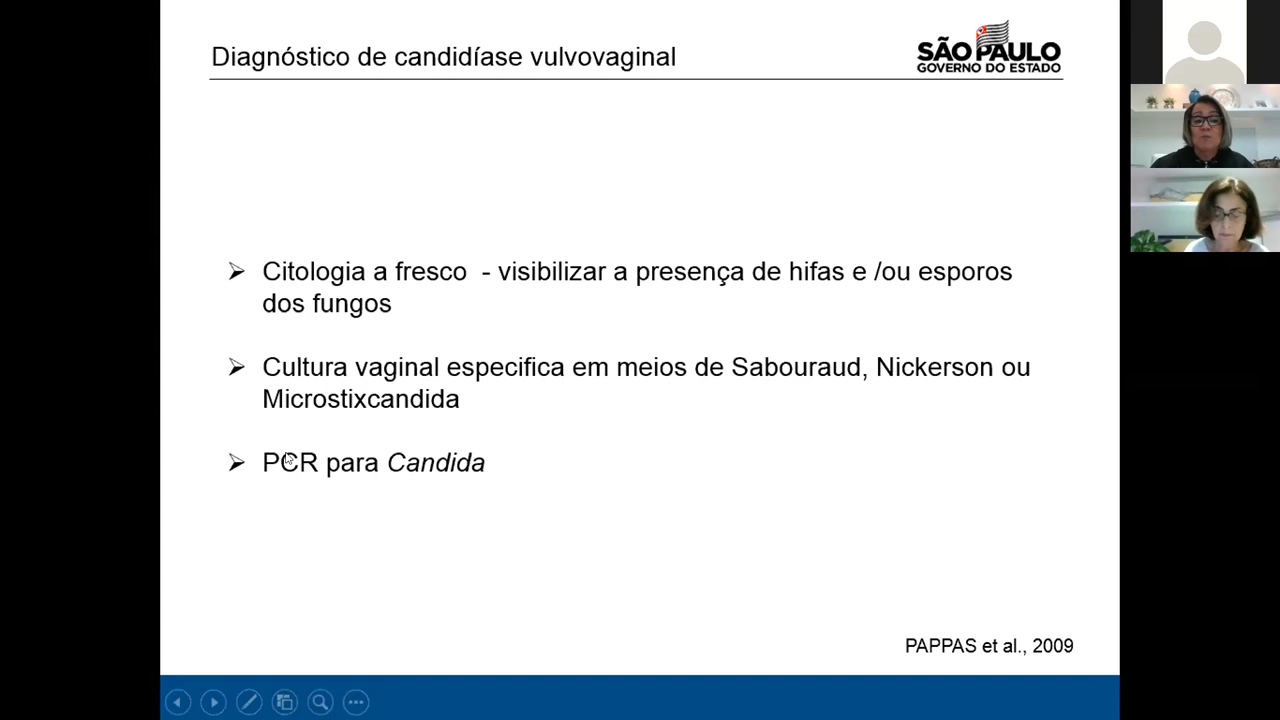 Diagnóstico de candidíase vulvovaginal
SÃO PAULO
GOVERNO DO ESTADO
Citologia a fresco - visibilizar a presença de hifas e /ou esporos
dos fungos
Cultura vaginal especifica em meios de Sabouraud, Nickerson ou
Microstixcandida
PCR para Candida
PAPPAS et al., 2009